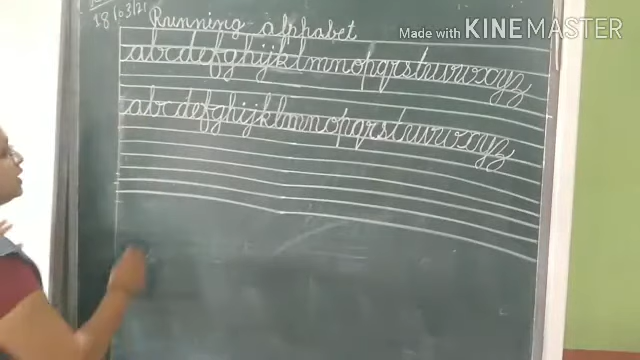 18/03/21 Running alphabet
Made with KINEMASTER
abcdefghijklmnopqrstuvwxyz
abcdefghijklmnopqrstuvwxyz